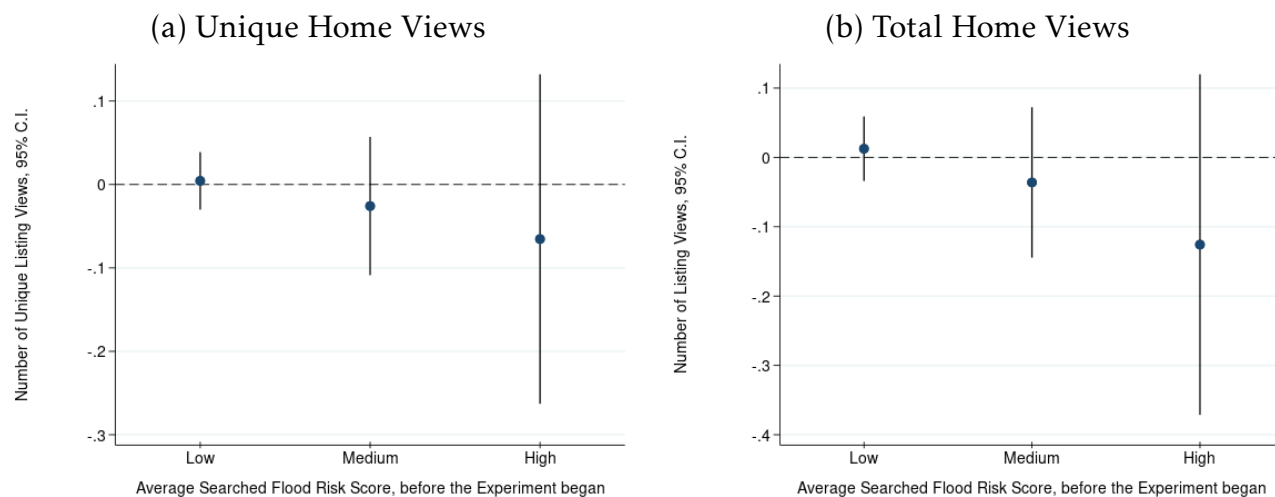 (a) Unique Home Views
Number of Unique Listing Views, 95% C.I.
.1
0
-.1
-.2
-.3
Low Medium High
Average Searched Flood Risk Score, before the Experiment began
(b) Total Home Views
Number of Listing Views, 95% C.I.
.1
0
-.1
-.2
-.3
-.4
Low Medium High
Average Searched Flood Risk Score, before the Experiment began